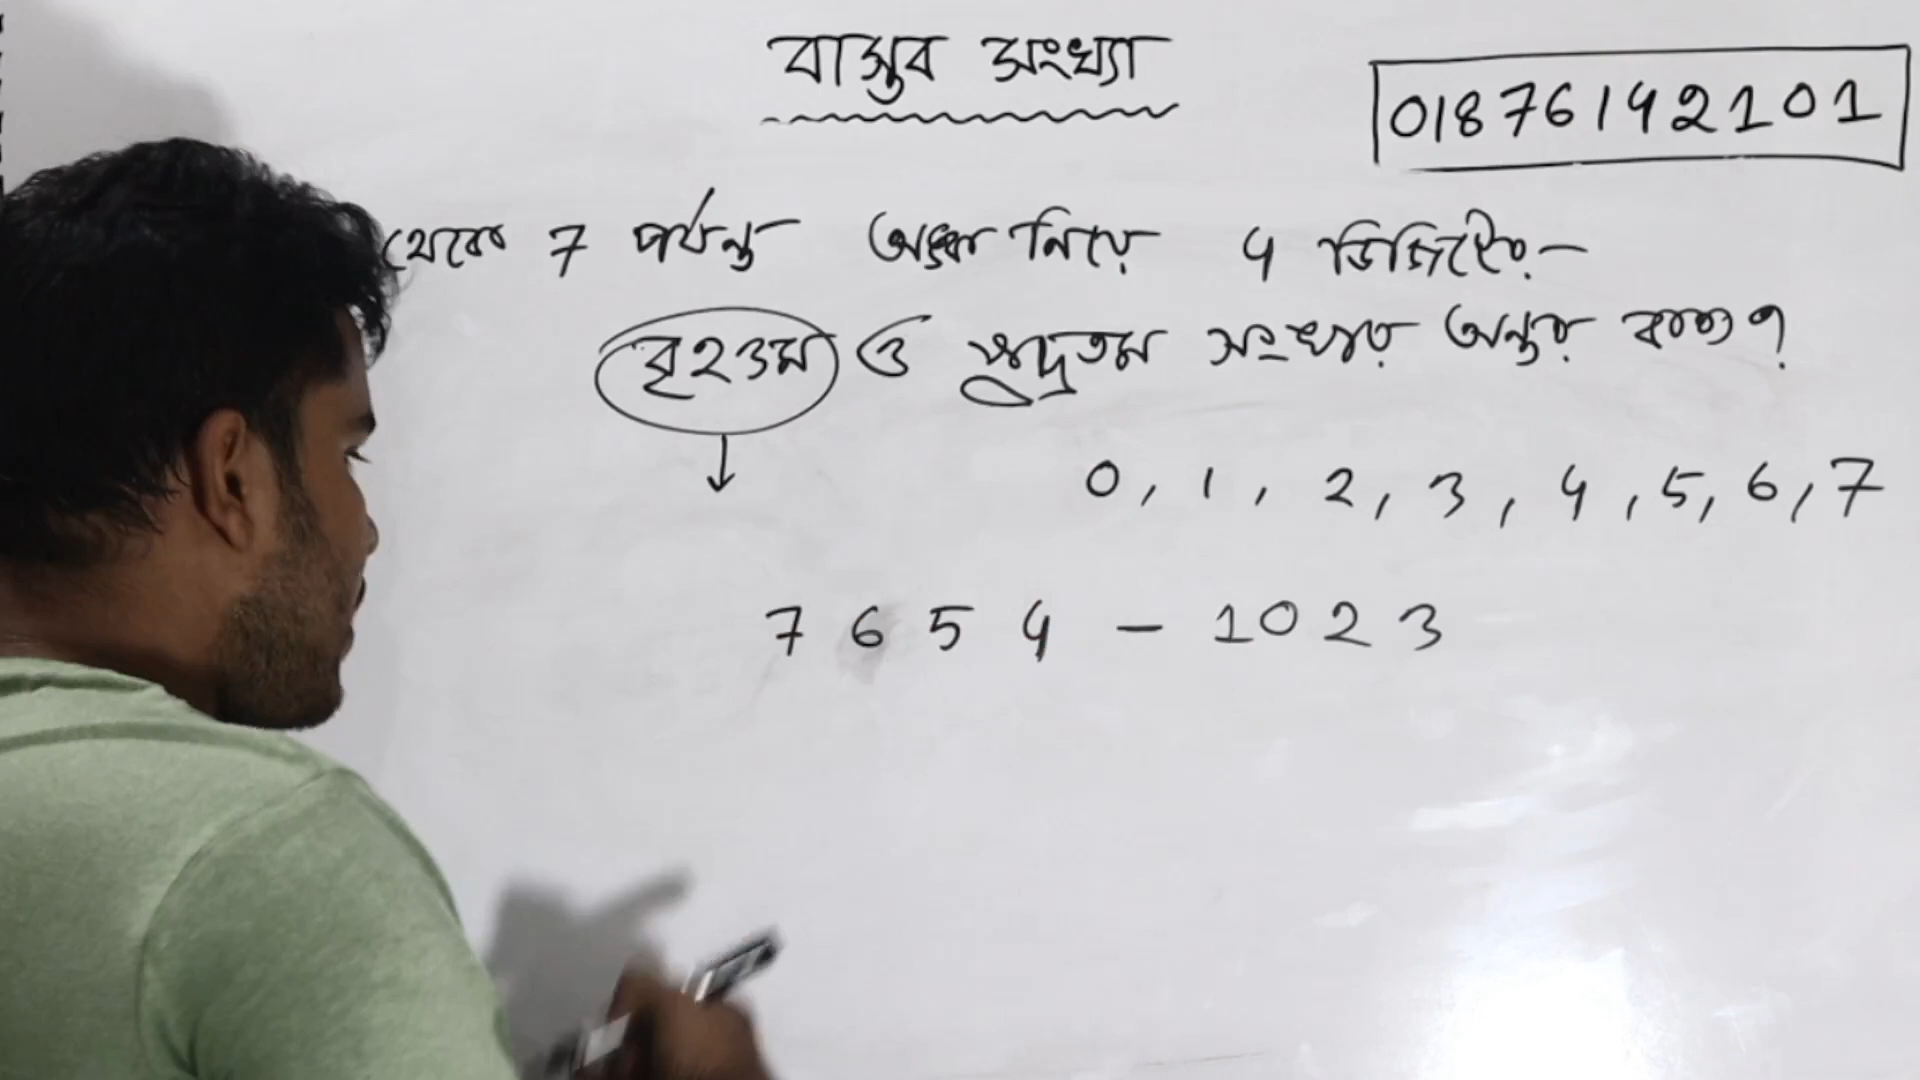 বাস্তব সংখ্যা
01876142101
থেকে 7 পর্যন্ত অঙ্ক নিয়ে 4 ডিজিটের-
বৃহত্তম ও ক্ষুদ্রতম সংখ্যার অন্তর কত?
0, 1, 2, 3, 4, 5, 6, 7
7 6 5 4 - 1 0 2 3